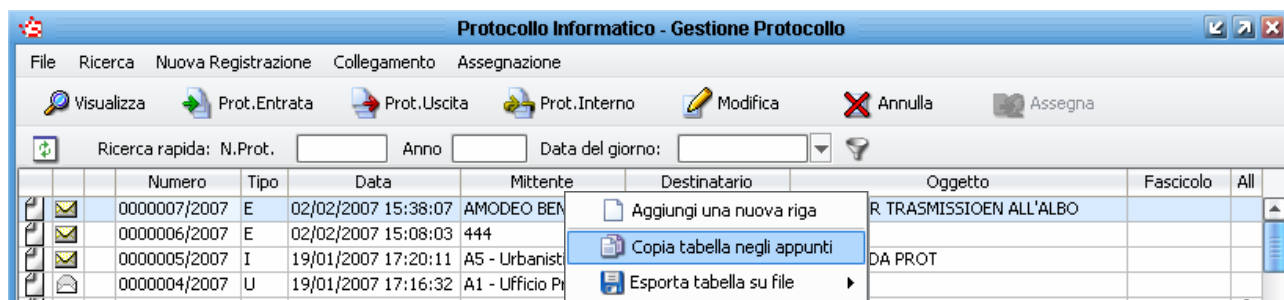 Protocollo Informatico - Gestione Protocollo
File Ricerca Nuova Registrazione Collegamento Assegnazione
Visualizza Prot.Entrata Prot.Uscita Prot.Interno Modifica Annulla Assegna
Ricerca rapida: N.Prot. Anno Data del giorno:
Numero Tipo Data Mittente Destinatario Oggetto Fascicolo All
0000007/2007 E 02/02/2007 15:38:07 AMODEO BEN Aggiungi una nuova riga R TRASMISSIOEN ALL'ALBO
0000006/2007 E 02/02/2007 15:08:03 444 Copia tabella negli appunti
0000005/2007 I 19/01/2007 17:20:11 A5 - Urbanist DA PROT
0000004/2007 U 19/01/2007 17:16:32 A1 - Ufficio Pr Esporta tabella su file